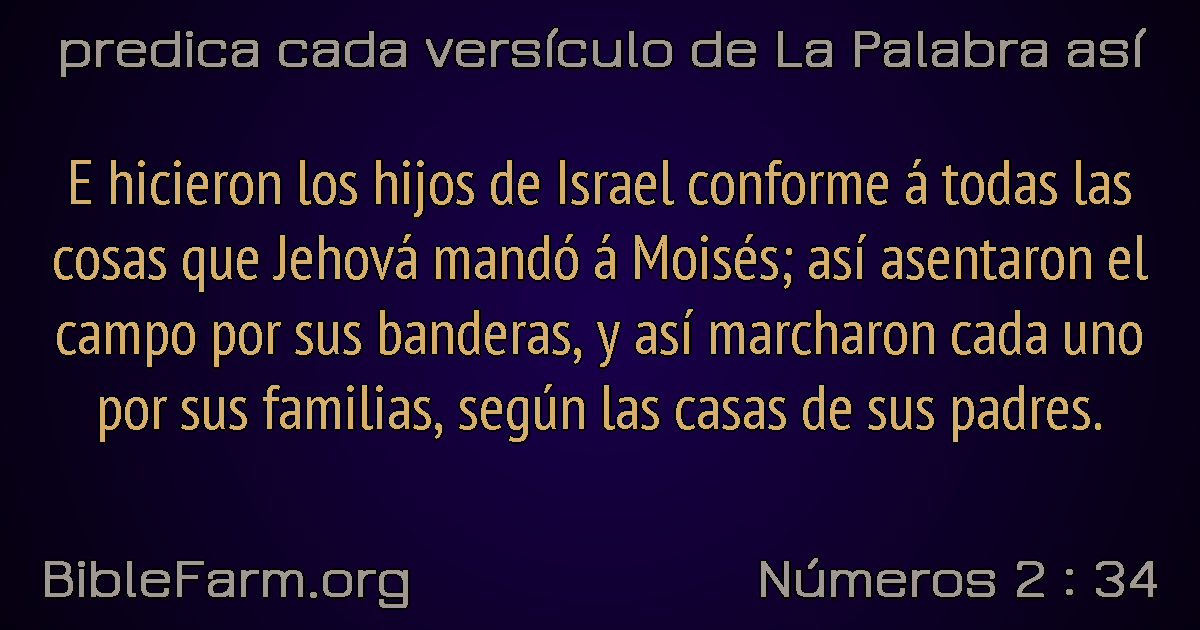 predica cada versículo de La Palabra así
E hicieron los hijos de Israel conforme á todas las
cosas que Jehová mandó á Moisés; así asentaron el
campo por sus banderas, y así marcharon cada uno
por sus familias, según las casas de sus padres.
BibleFarm.org
Números 2 : 34